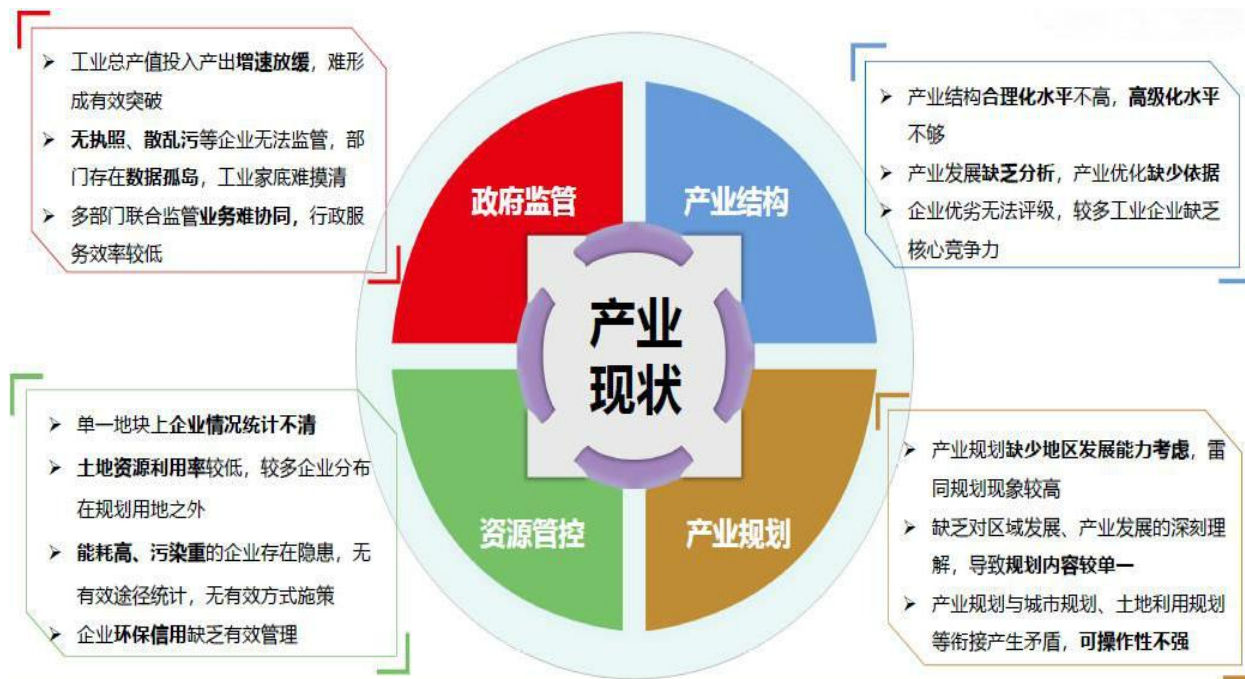 ➢ 工业总产值投入产出增速放缓，难形
成有效突破
➢ 无执照、散乱污等企业无法监管，部
门存在数据孤岛，工业家底难摸清
➢ 多部门联合监管业务难协同，行政服
务效率较低
政府监管
产业结构
➢ 产业结构合理化水平不高，高级化水平
不够
➢ 产业发展缺乏分析，产业优化缺少依据
➢ 企业优劣无法评级，较多工业企业缺乏
核心竞争力
产业
现状
➢ 单一地块上企业情况统计不清
➢ 土地资源利用率较低，较多企业分布
在规划用地之外
➢ 能耗高、污染重的企业存在隐患，无
有效途径统计，无有效方式施策
➢ 企业环保信用缺乏有效管理
资源管控
产业规划
➢ 产业规划缺少地区发展能力考虑，雷
同规划现象较高
➢ 缺乏对区域发展、产业发展的深刻理
解，导致规划内容较单一
➢ 产业规划与城市规划、土地利用规划
等衔接产生矛盾，可操作性不强